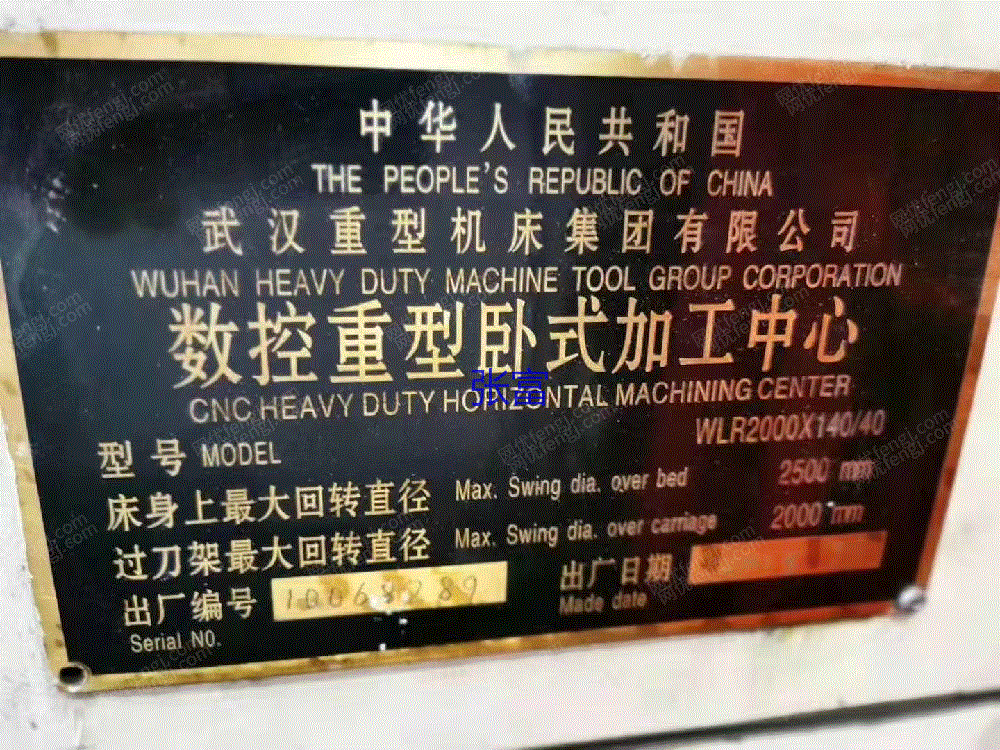 中华人民共和国
THE PEOPLE'S REPUBLIC OF CHINA
武汉重型机床集团有限公司
WUHAN HEAVY DUTY MACHINE TOOL GROUP CORPORATION
数控重型卧式加工中心
张富
CNC HEAVY DUTY HORIZONTAL MACHINING CENTER
型号 MODEL WLR2000X140/40
床身上最大回转直径 Max. Swing dia. over bed 2500 mm
过刀架最大回转直径 Max. Swing dia. over carriage 2000 mm
出厂编号 出厂日期
Serial NO. Made date